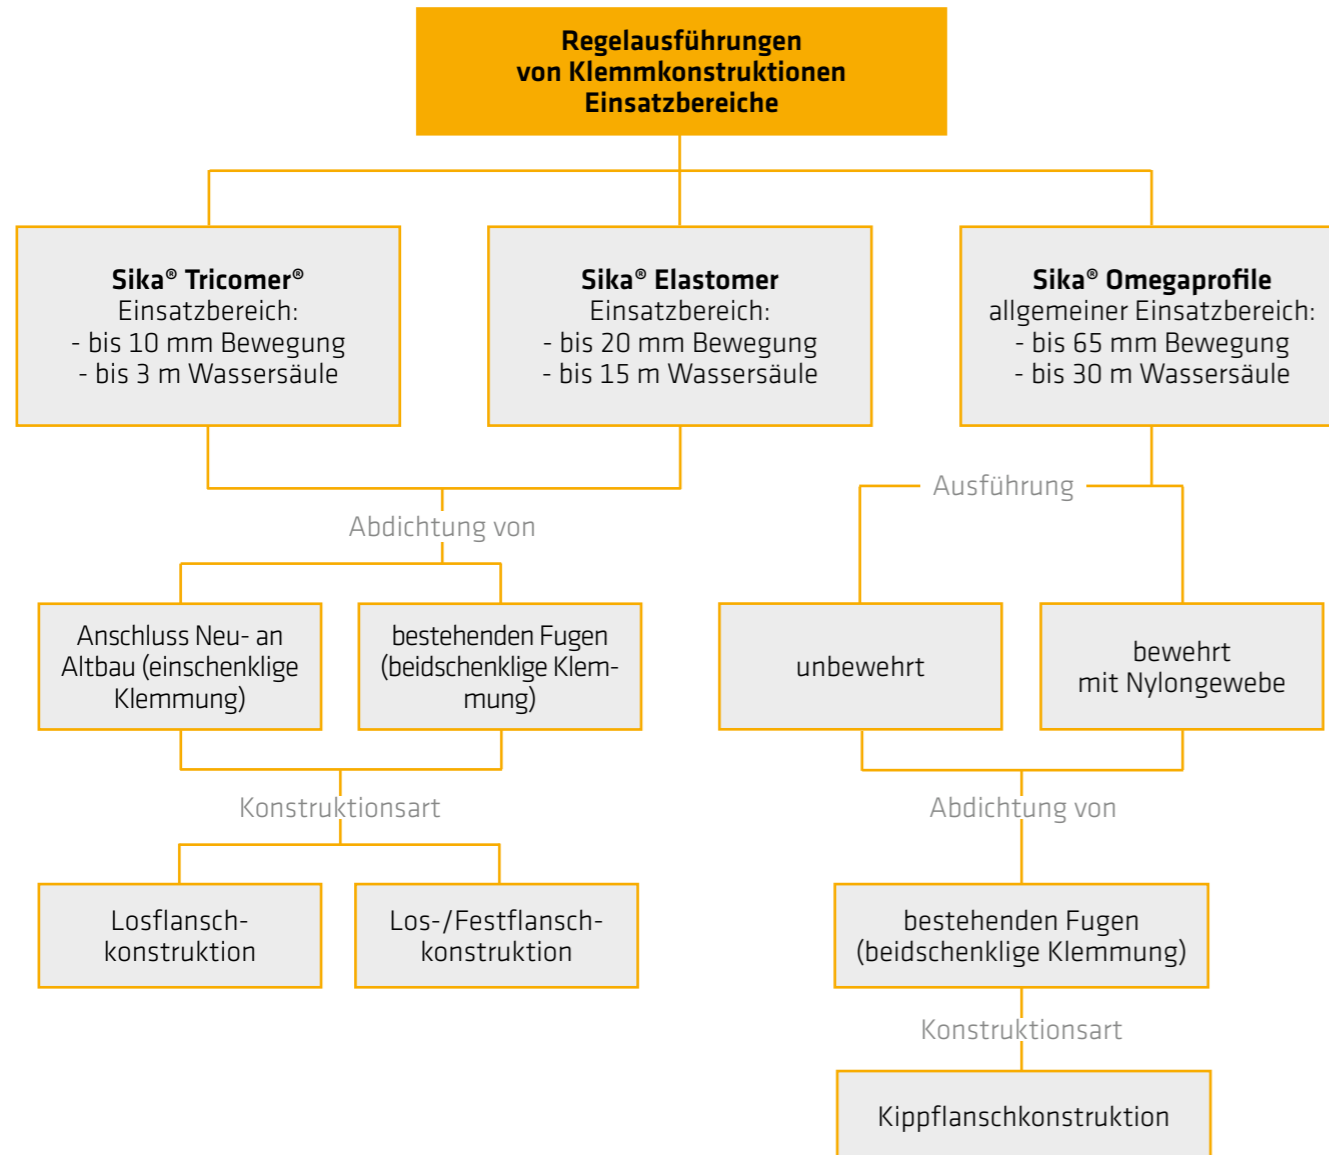 Regelausführungen
von Klemmkonstruktionen
Einsatzbereiche
Sika® Tricomer®
Einsatzbereich:
- bis 10 mm Bewegung
- bis 3 m Wassersäule
Sika® Elastomer
Einsatzbereich:
- bis 20 mm Bewegung
- bis 15 m Wassersäule
Sika® Omegaprofile
allgemeiner Einsatzbereich:
- bis 65 mm Bewegung
- bis 30 m Wassersäule
Abdichtung von
Anschluss Neu- an
Altbau (einschenklige
Klemmung)
bestehenden Fugen
(beidschenklige Klem-
mung)
Konstruktionsart
Losflansch-
konstruktion
Los-/Festflansch-
konstruktion
Ausführung
unbewehrt
bewehrt
mit Nylongewebe
Abdichtung von
bestehenden Fugen
(beidschenklige Klemmung)
Konstruktionsart
Kippflanschkonstruktion